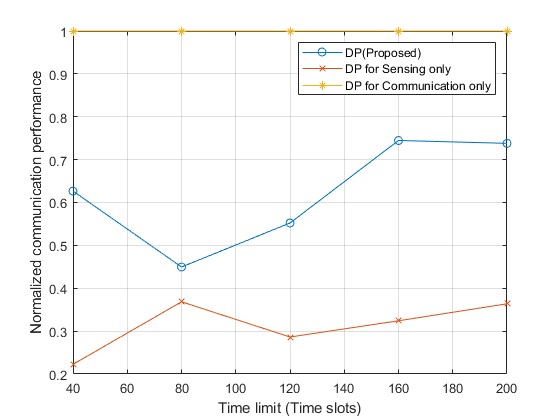 1
0.9
0.8
0.7
0.6
0.5
0.4
0.3
0.2
Normalized communication performance
DP(Proposed)
DP for Sensing only
DP for Communication only
40 60 80 100 120 140 160 180 200
Time limit (Time slots)